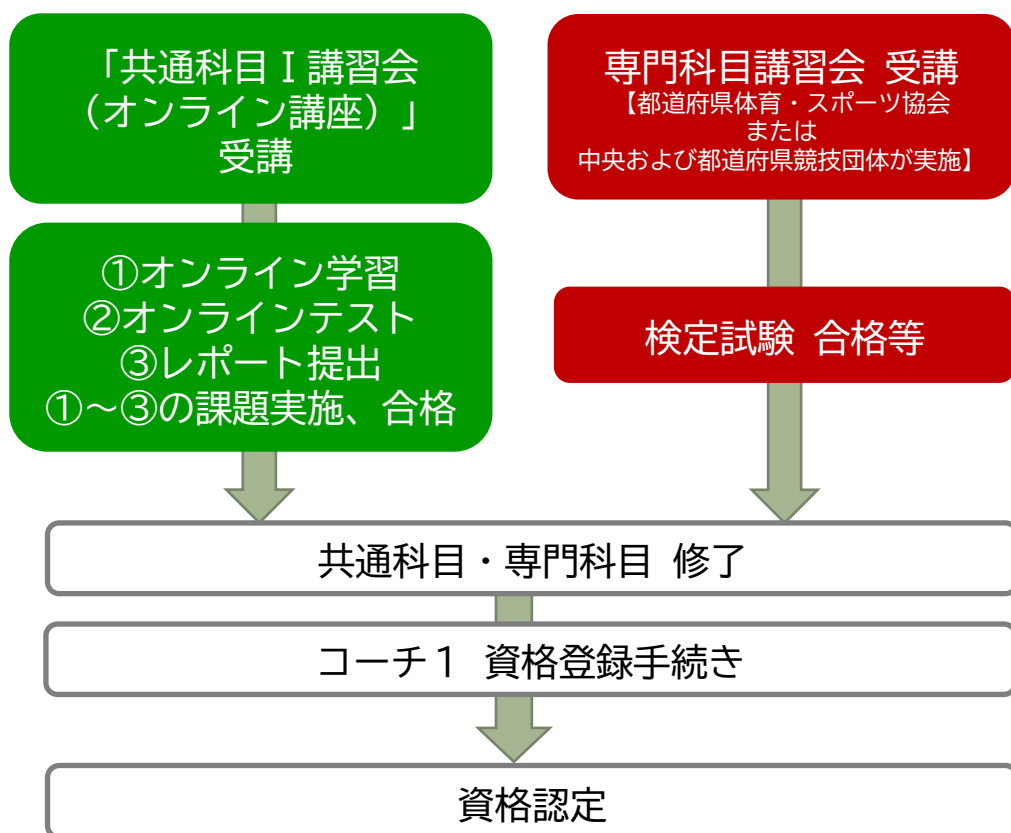 「共通科目Ⅰ講習会
（オンライン講座）」
受講
①オンライン学習
②オンラインテスト
③レポート提出
①～③の課題実施、合格
専門科目講習会 受講
【都道府県体育・スポーツ協会
または
中央および都道府県競技団体が実施】
検定試験 合格等
共通科目・専門科目 修了
コーチ１ 資格登録手続き
資格認定